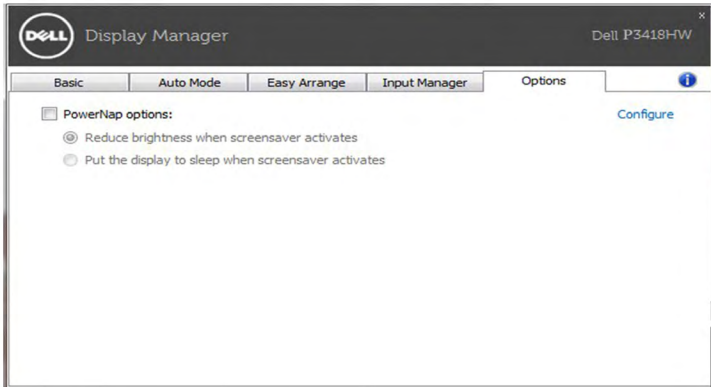 DELL Display Manager Dell P3418HW ×
Basic Auto Mode Easy Arrange Input Manager Options i
PowerNap options: Configure
Reduce brightness when screensaver activates
Put the display to sleep when screensaver activates